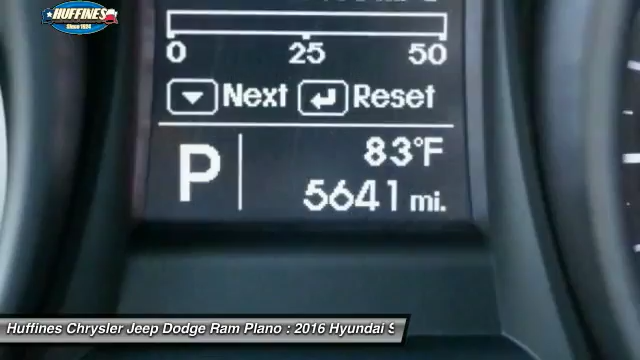 HUFFINES
Since 1924
0 25 50
Next Reset
P
83°F
5641 mi.
Huffines Chrysler Jeep Dodge Ram Plano : 2016 Hyundai S